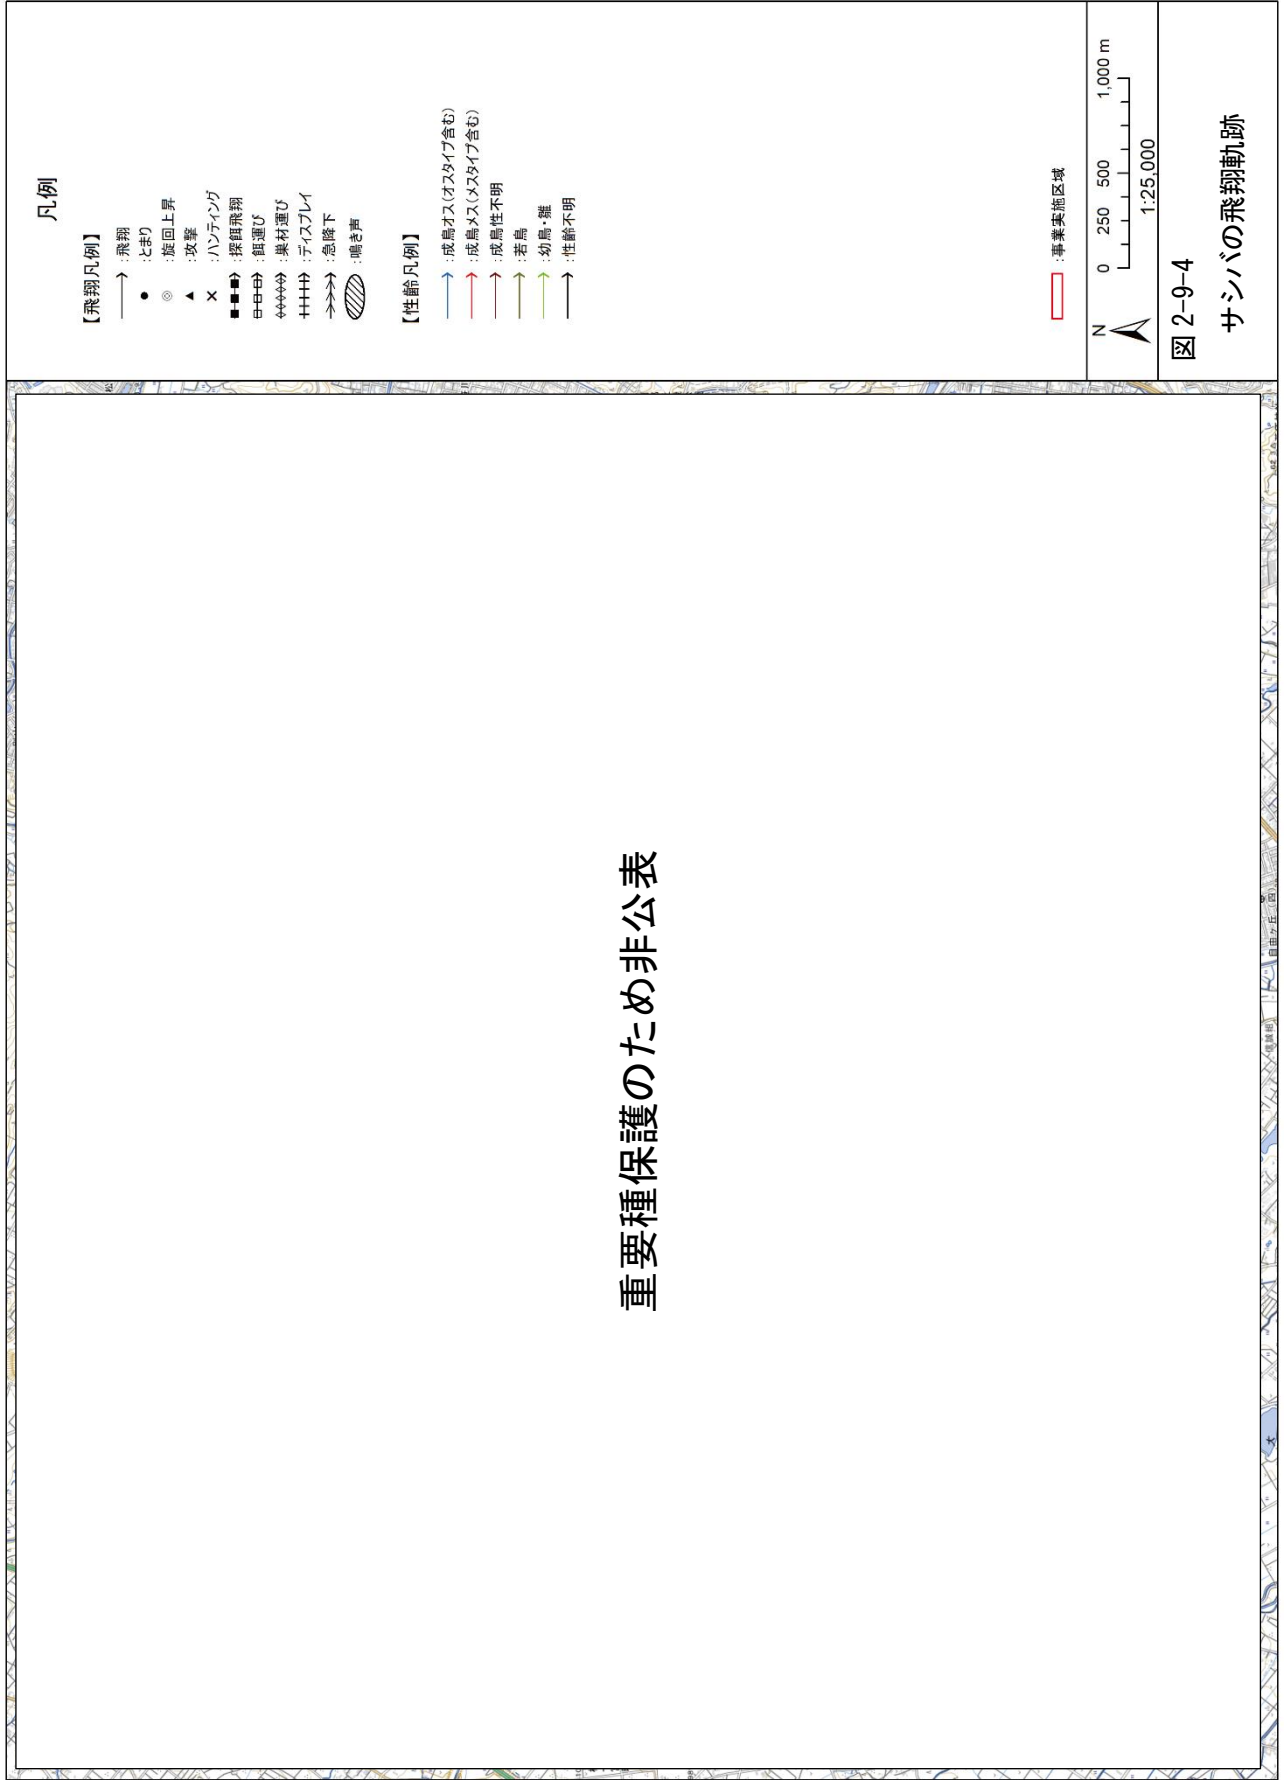 重要種保護のため非公表
凡例
【飛翔凡例】
:飛翔
:とまり
:旋回上昇
:攻撃
:ハンティング
:探餌飛翔
:餌運び
:巣材運び
:ディスプレイ
:急降下
:鳴き声
【性齢凡例】
:成鳥オス(オスタイプ含む)
:成鳥メス(メスタイプ含む)
:成鳥性不明
:若鳥
:幼鳥・雛
:性齢不明
:事業実施区域
N
0 250 500 1,000 m
1:25,000
図 2-9-4
サシバの飛翔軌跡
自由ケ丘(四)